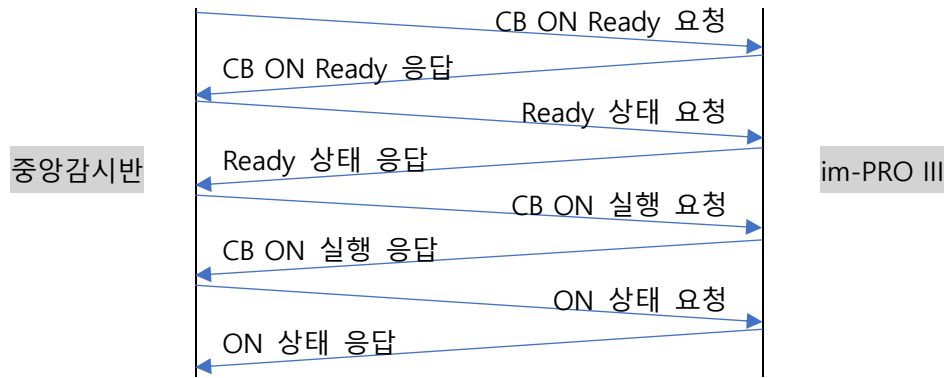 CB ON Ready 요청
CB ON Ready 응답
Ready 상태 요청
Ready 상태 응답
중앙감시반
im-PRO III
CB ON 실행 요청
CB ON 실행 응답
ON 상태 요청
ON 상태 응답